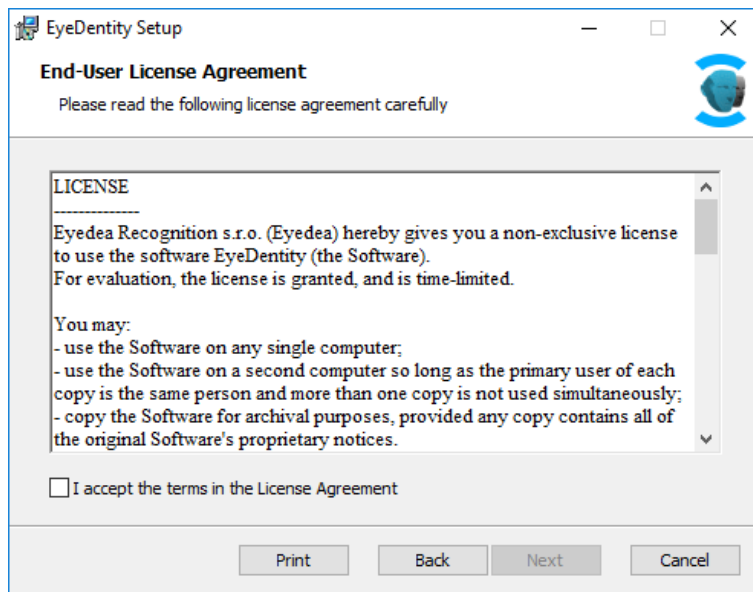 EyeDentity Setup
End-User License Agreement
Please read the following license agreement carefully
LICENSE
--------------
Eyedea Recognition s.r.o. (Eyedea) hereby gives you a non-exclusive license
to use the software EyeDentity (the Software).
For evaluation, the license is granted, and is time-limited.
You may:
- use the Software on any single computer;
- use the Software on a second computer so long as the primary user of each
copy is the same person and more than one copy is not used simultaneously;
- copy the Software for archival purposes, provided any copy contains all of
the original Software's proprietary notices.
I accept the terms in the License Agreement
Print Back Next Cancel